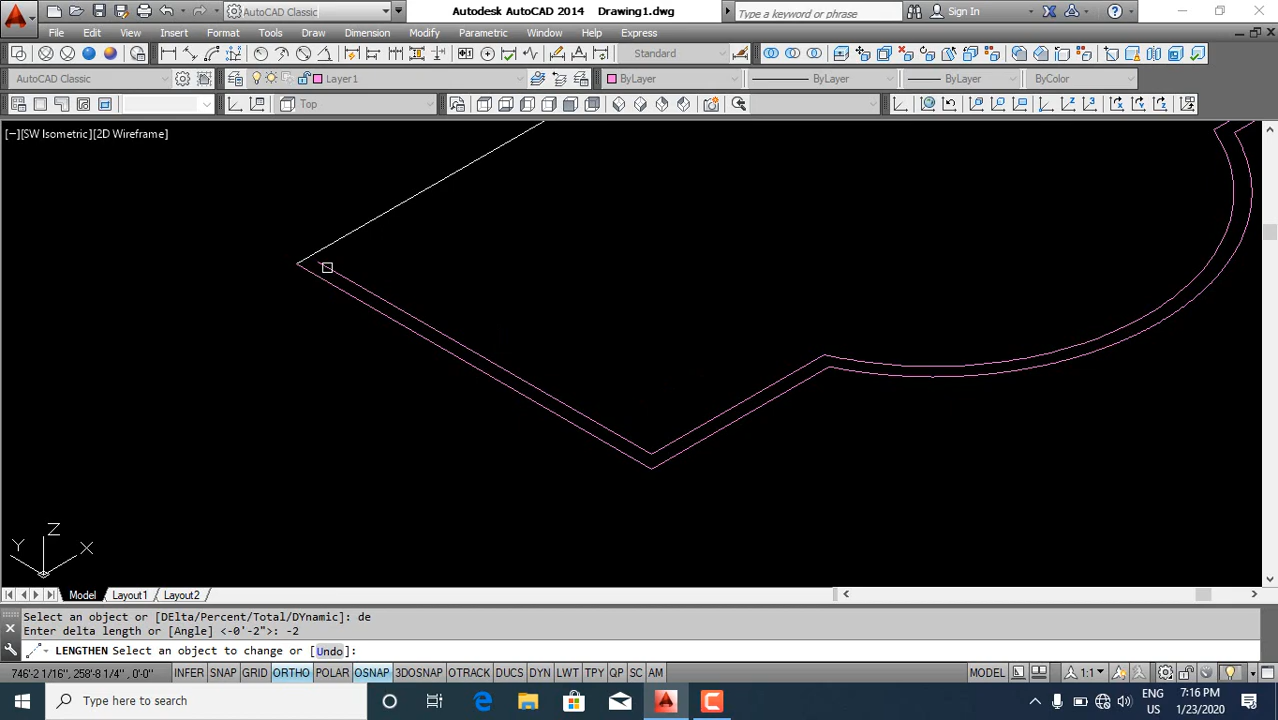 AutoCAD Classic
Autodesk AutoCAD 2014 Drawing1.dwg
Type a keyword or phrase
Sign In
File Edit View Insert Format Tools Draw Dimension Modify Parametric Window Help Express
Standard
AutoCAD Classic
Layer1
ByLayer
ByLayer
ByLayer
ByColor
Top
[−][SW Isometric][2D Wireframe]
Z
Y
X
Model Layout1 Layout2
Select an object or [DElta/Percent/Total/DYnamic]: de
Enter delta length or [Angle] <-0'-2">: -2
LENGTHEN Select an object to change or [Undo]:
746'-2 1/16", 258'-8 1/4" , 0'-0"
INFER SNAP GRID ORTHO POLAR OSNAP 3DOSNAP OTRACK DUCS DYN LWT TPY QP SC AM
MODEL
1:1
Type here to search
ENG
US
7:16 PM
1/23/2020